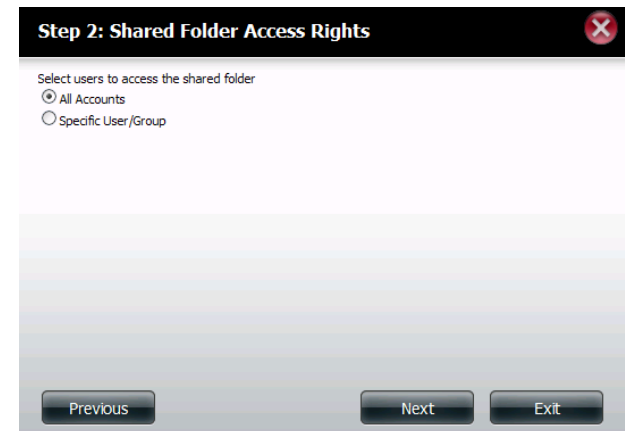 Step 2: Shared Folder Access Rights
Select users to access the shared folder
All Accounts
Specific User/Group
Previous
Next
Exit